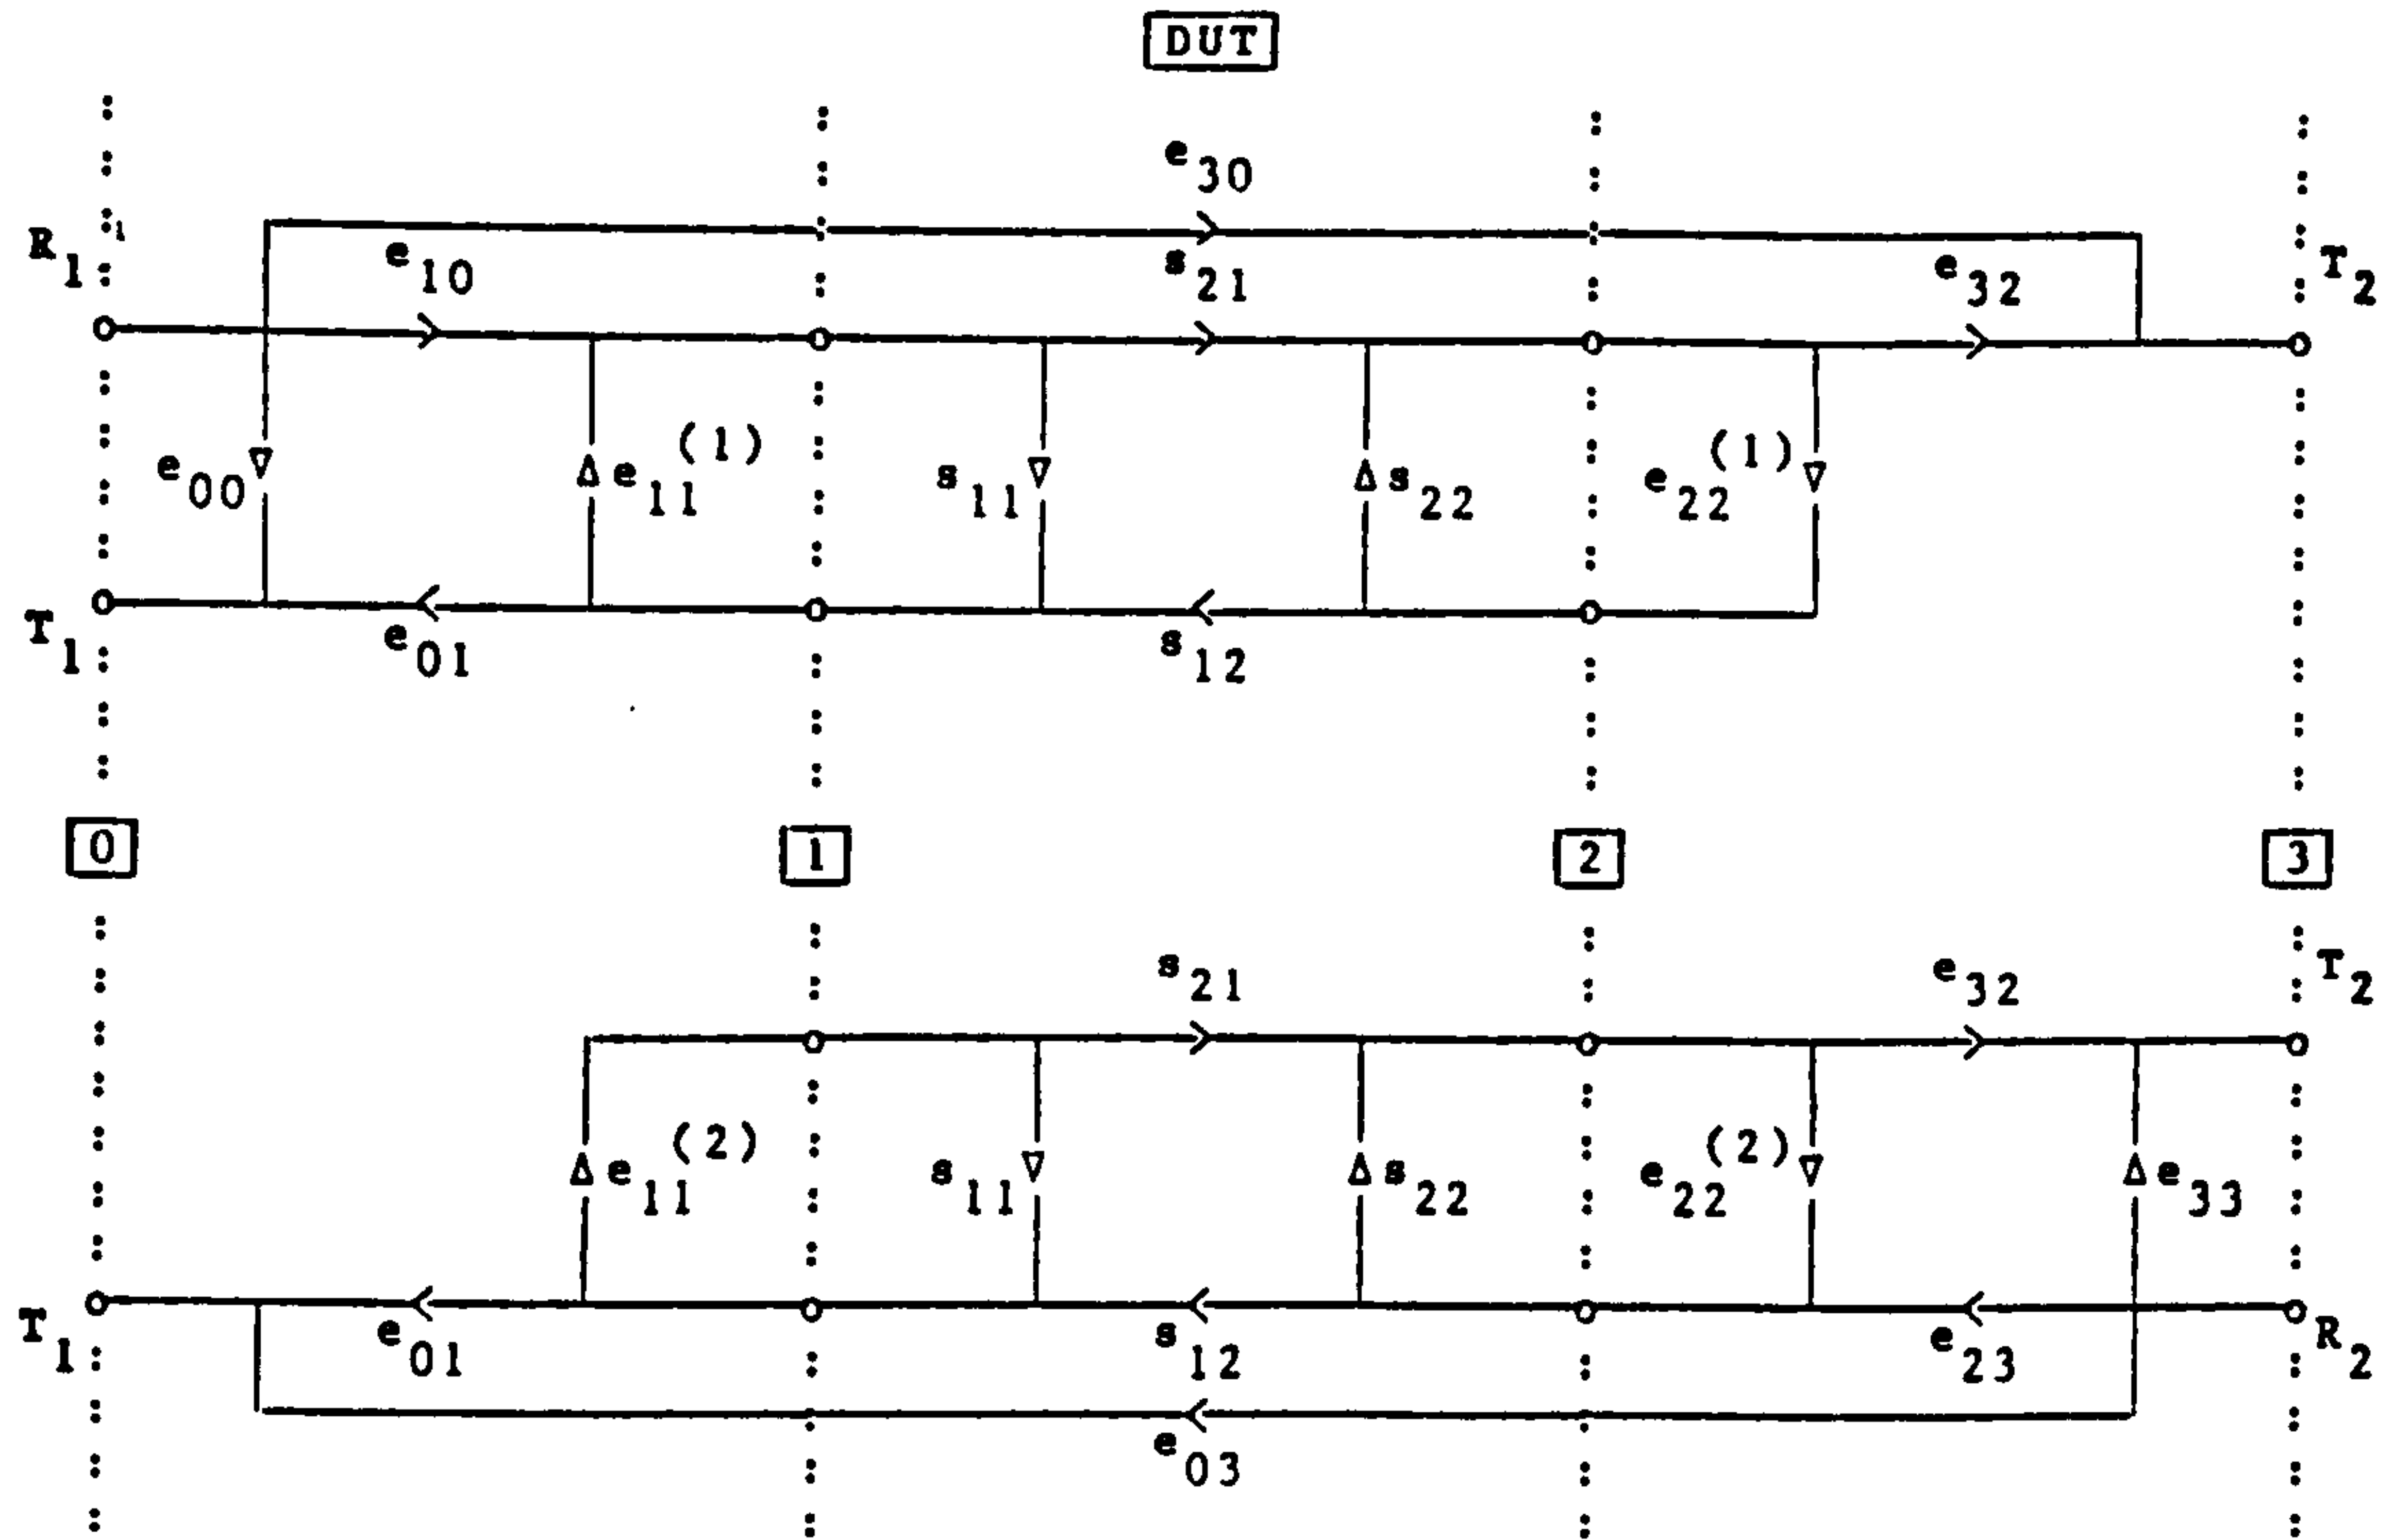 DUT
e30
R1 e10 s21 e32 T2
e00 e11(1) s11 s22 e22(1)
T1 e01 s12
0 1 2 3
s21 e32 T2
e11(2) s11 s22 e22(2) e33
T1 e01 s12 e23 R2
e03